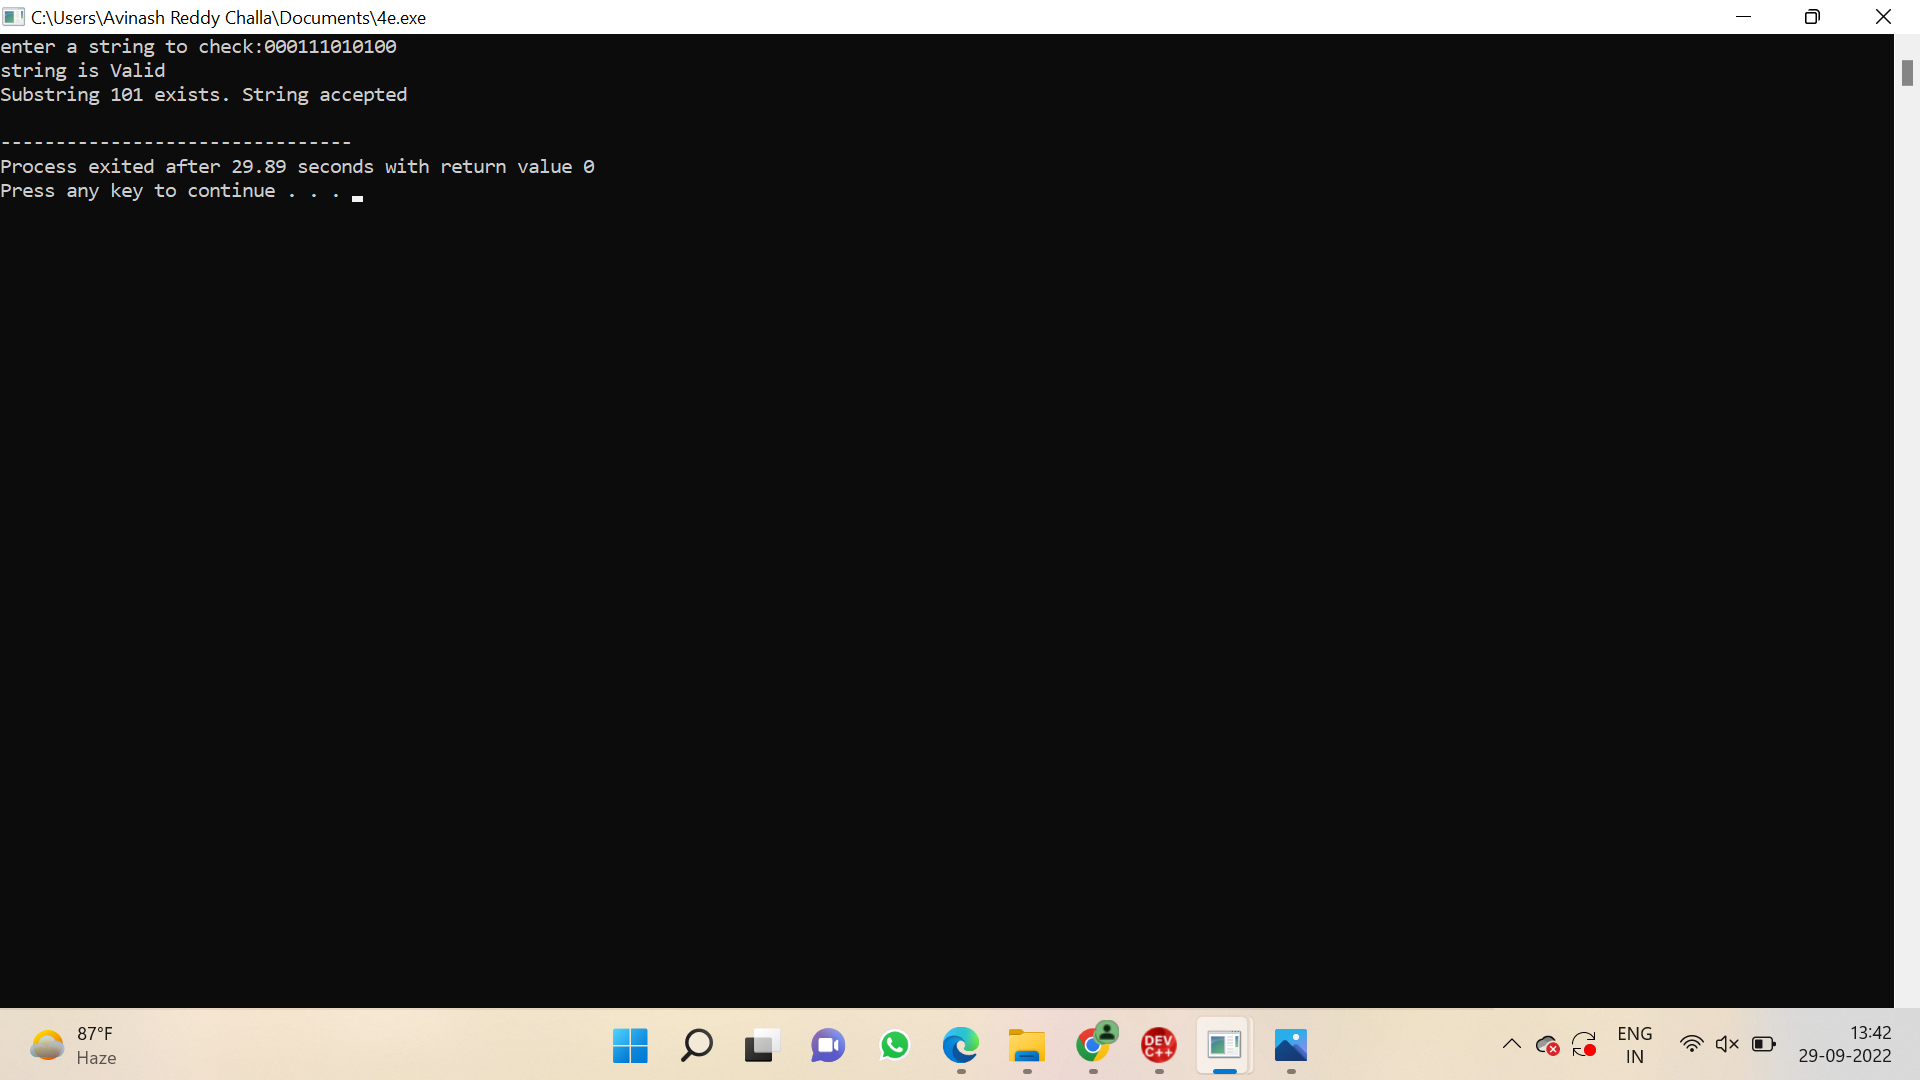 C:\Users\Avinash Reddy Challa\Documents\4e.exe
enter a string to check:000111010100
string is Valid
Substring 101 exists. String accepted
--------------------------------
Process exited after 29.89 seconds with return value 0
Press any key to continue . . .
87°F
Haze
DEV
C++
ENG
IN
13:42
29-09-2022